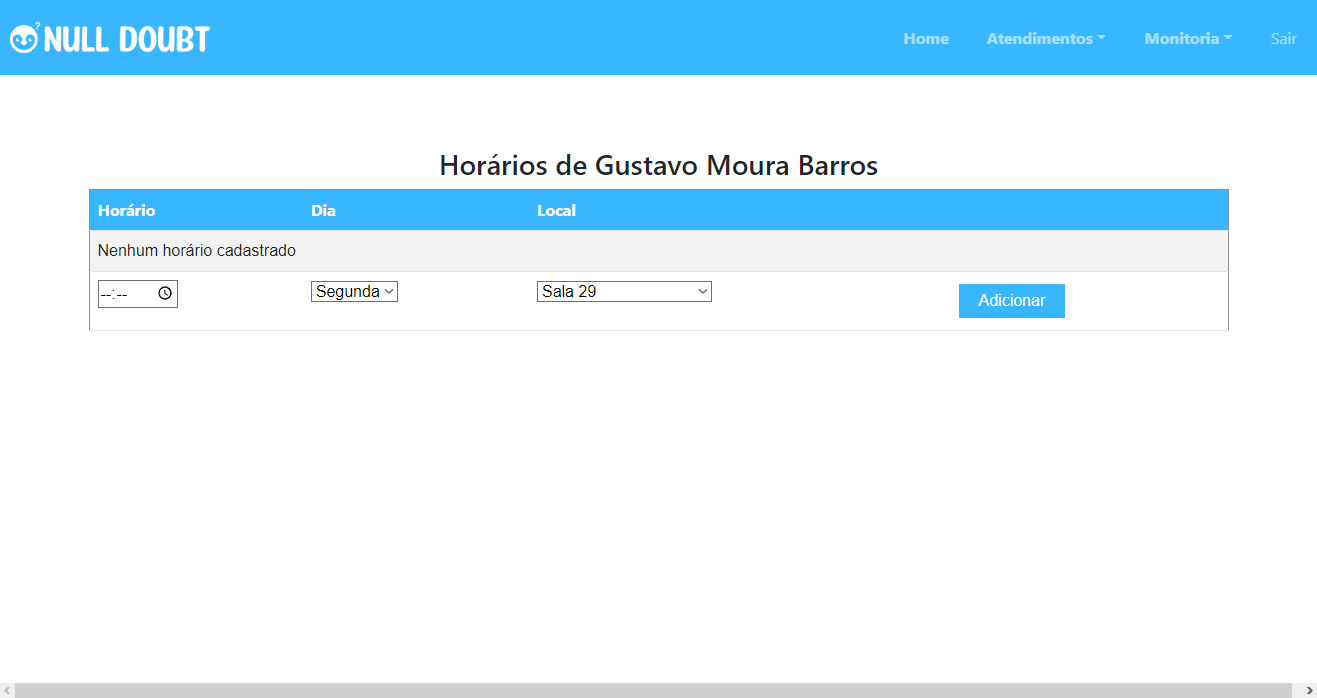 ? NULL DOUBT
Home Atendimentos Monitoria Sair
Horários de Gustavo Moura Barros
Horário Dia Local
Nenhum horário cadastrado
--:-- Segunda Sala 29 Adicionar